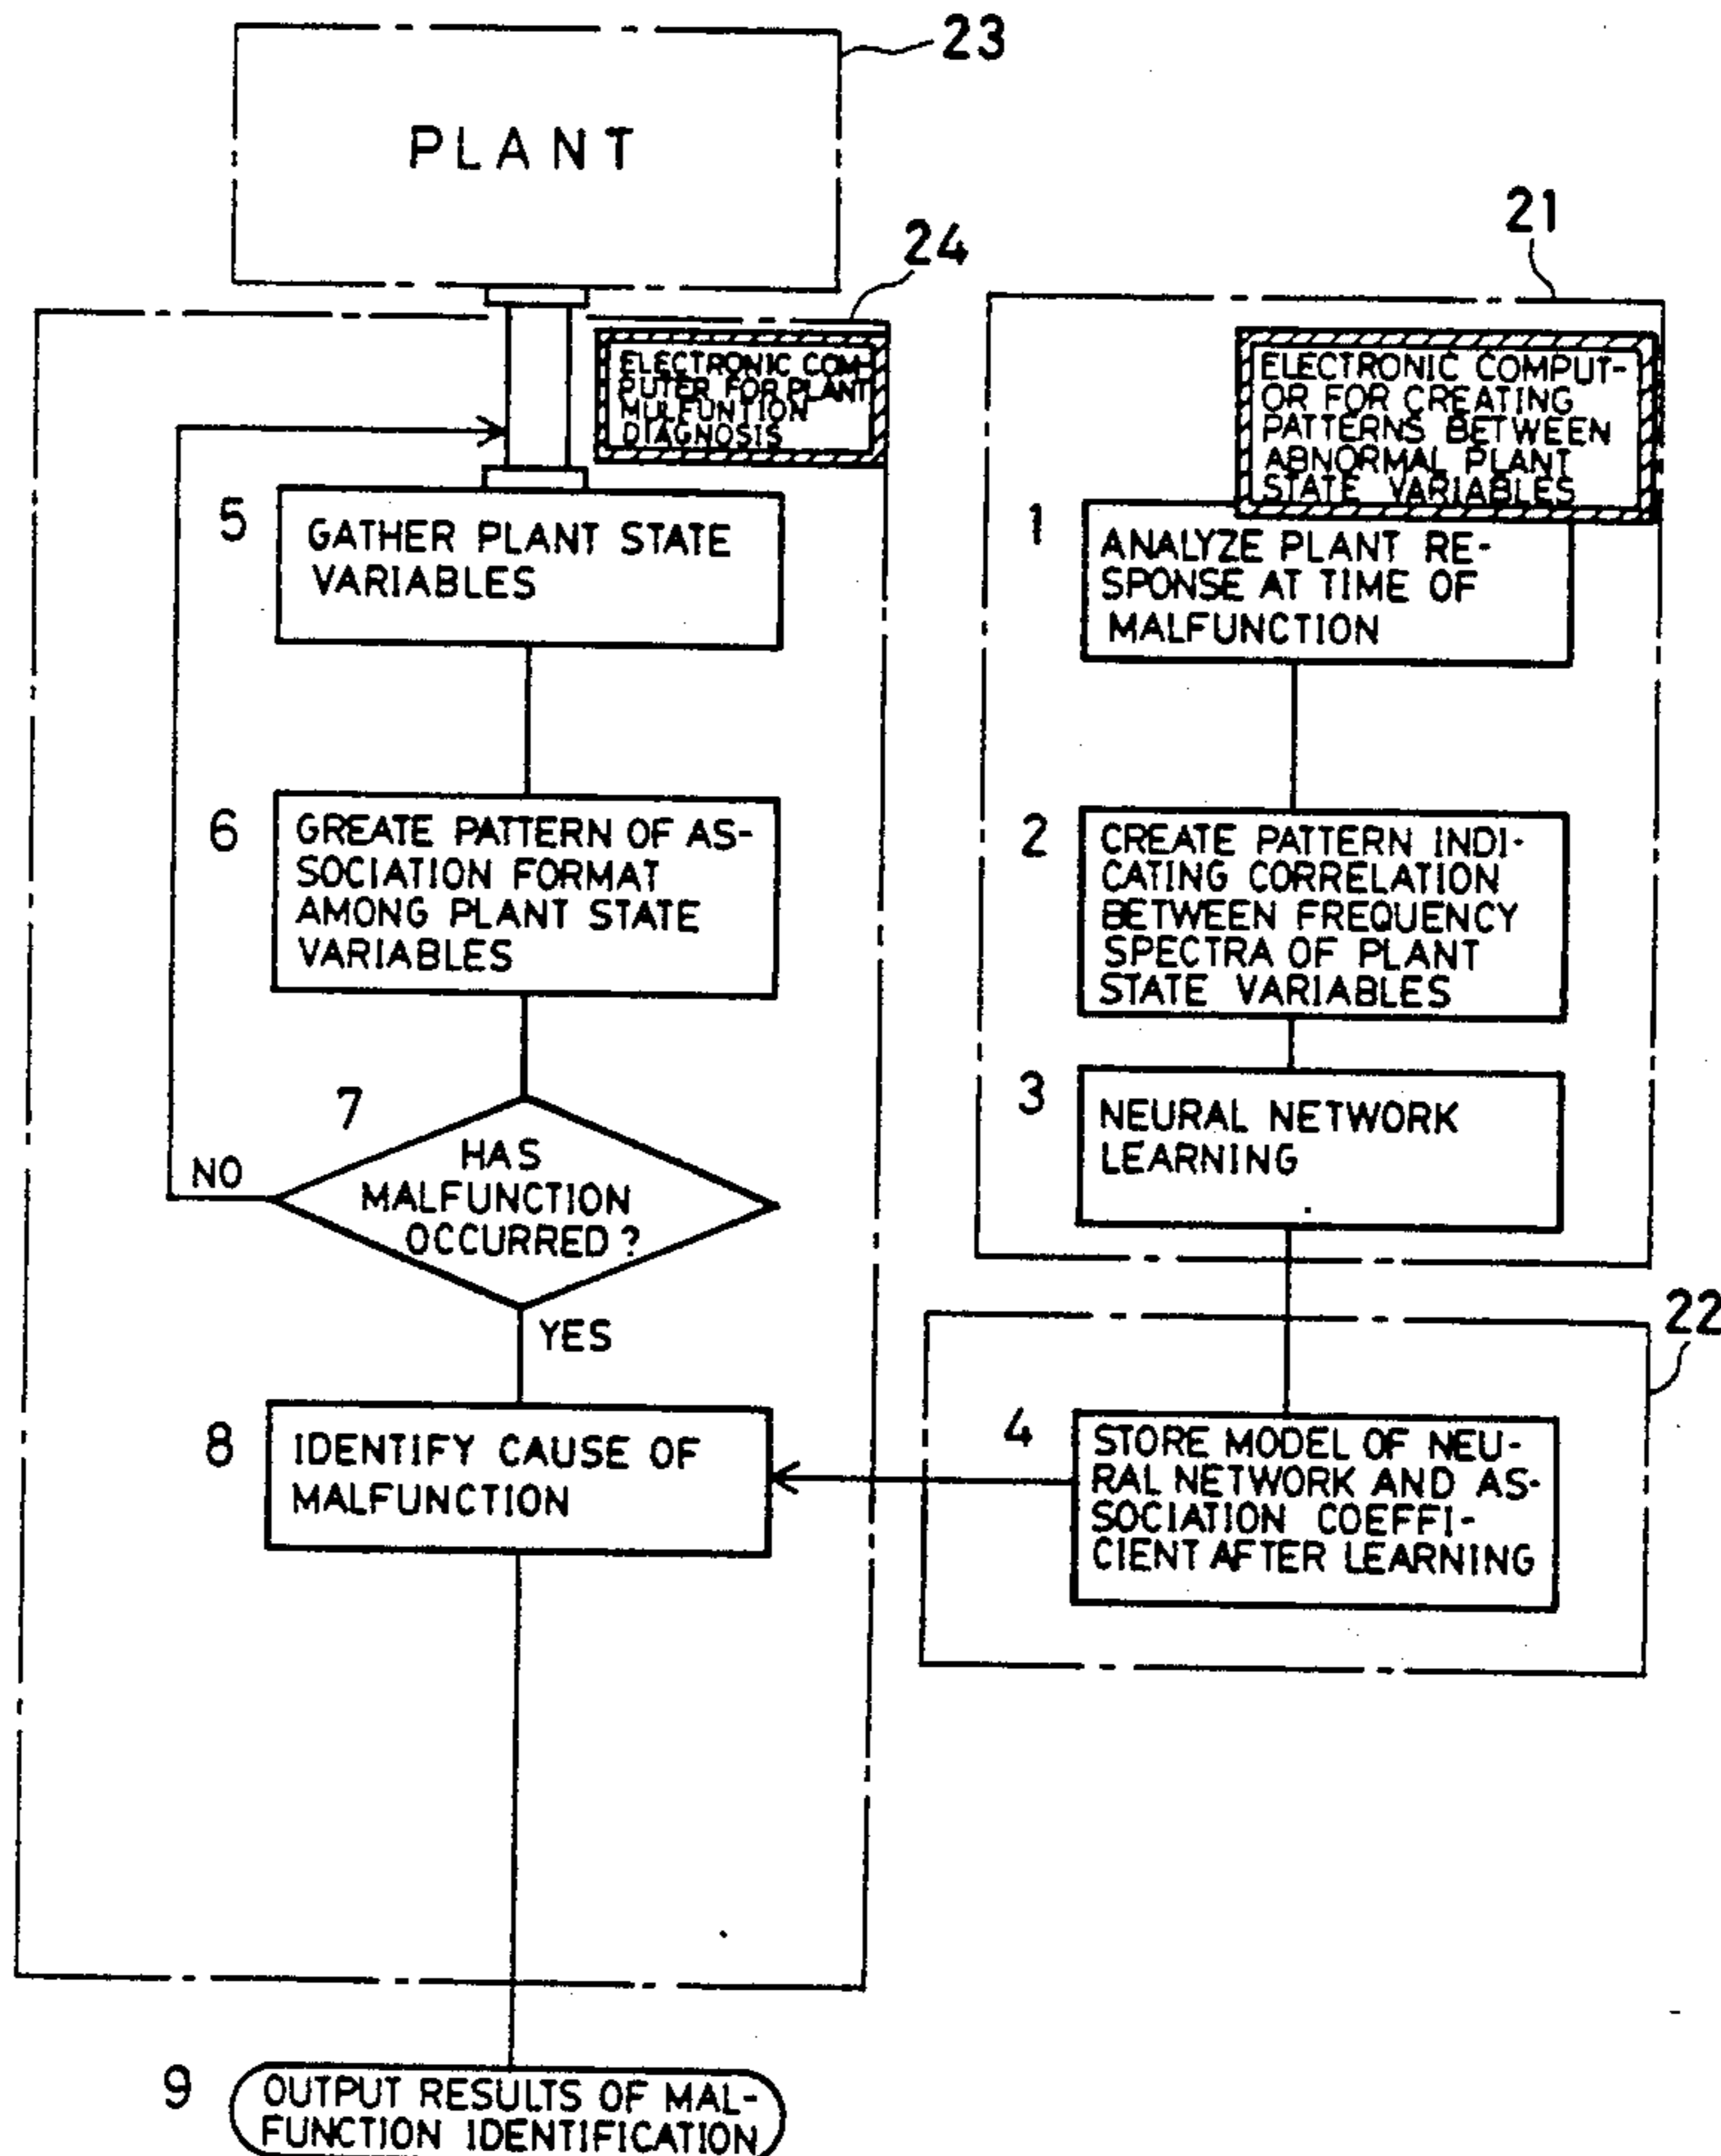 23
PLANT
24
ELECTRONIC COM-
PUTER FOR PLANT
MULFUNTION
DIAGNOSIS
5
GATHER PLANT STATE
VARIABLES
6
GREATE PATTERN OF AS-
SOCIATION FORMAT
AMONG PLANT STATE
VARIABLES
7
HAS
MALFUNCTION
OCCURRED?
NO
YES
8
IDENTIFY CAUSE OF
MALFUNCTION
9
OUTPUT RESULTS OF MAL-
FUNCTION IDENTIFICATION
21
ELECTRONIC COMPUT-
OR FOR CREATING
PATTERNS BETWEEN
ABNORMAL PLANT
STATE VARIABLES
1
ANALYZE PLANT RE-
SPONSE AT TIME OF
MALFUNCTION
2
CREATE PATTERN INDI-
CATING CORRELATION
BETWEEN FREQUENCY
SPECTRA OF PLANT
STATE VARIABLES
3
NEURAL NETWORK
LEARNING
22
4
STORE MODEL OF NEU-
RAL NETWORK AND AS-
SOCIATION COEFFI-
CIENT AFTER LEARNING